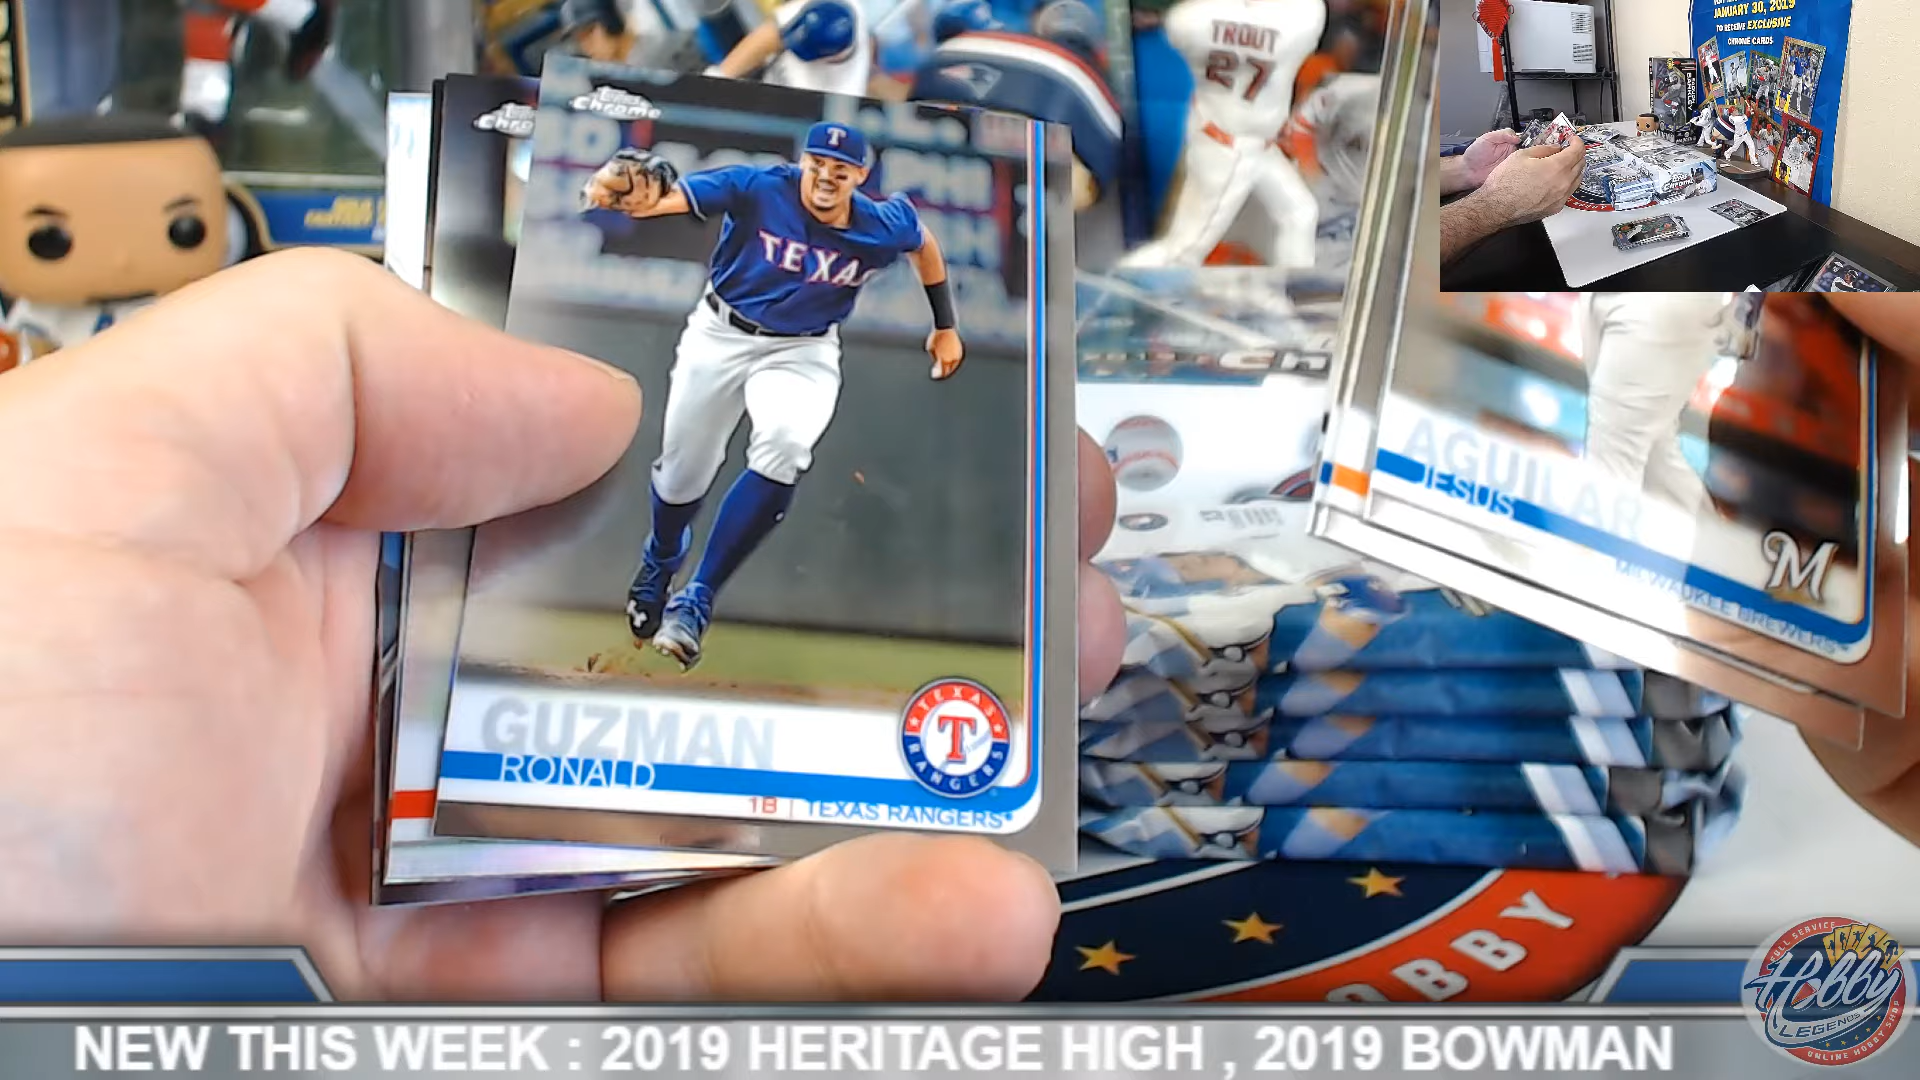 JANUARY 30, 2019
TO RECEIVE EXCLUSIVE
CHROME CARDS
TROUT
27
Topps
Chrome
T
TEXAS
GUZMAN
RONALD
1B | TEXAS RANGERS
TEXAS
T
RANGERS
AGUILAR
JESUS
MILWAUKEE BREWERS
M
OBBY
FULL SERVICE
Hobby
LEGENDS
ONLINE HOBBY SHOP
NEW THIS WEEK : 2019 HERITAGE HIGH , 2019 BOWMAN